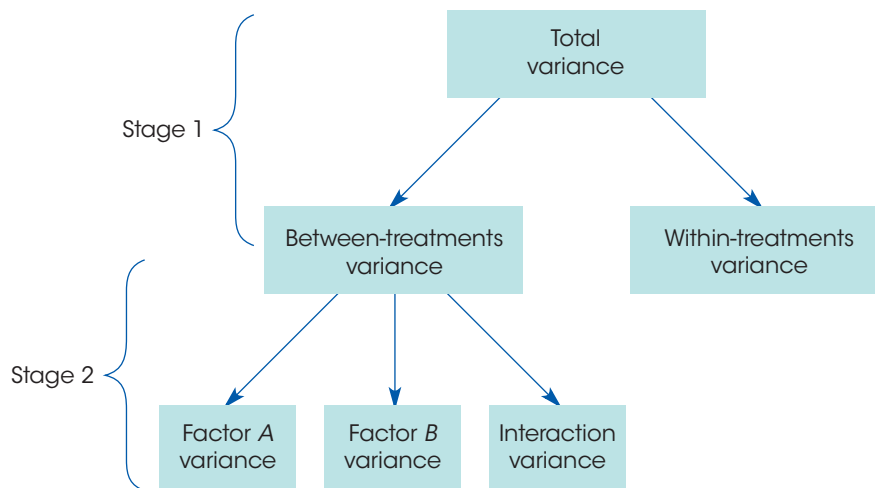 Total
variance
Stage 1
Between-treatments
variance
Within-treatments
variance
Stage 2
Factor A
variance
Factor B
variance
Interaction
variance